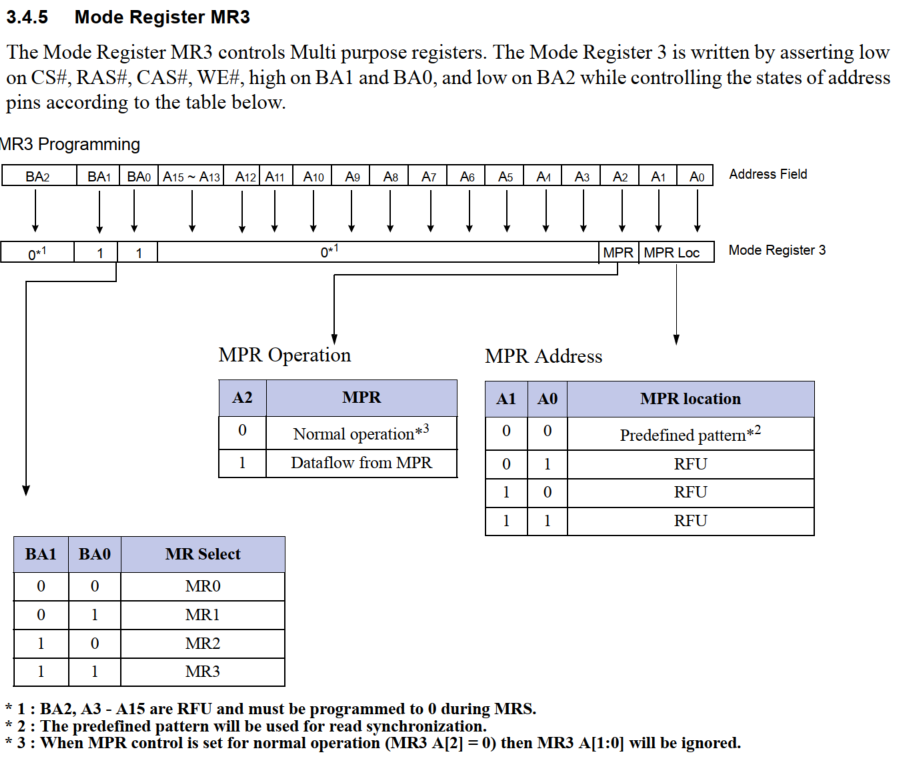 3.4.5 Mode Register MR3
The Mode Register MR3 controls Multi purpose registers. The Mode Register 3 is written by asserting low
on CS#, RAS#, CAS#, WE#, high on BA1 and BA0, and low on BA2 while controlling the states of address
pins according to the table below.
MR3 Programming
BA2 BA1 BA0 A15 ~ A13 A12 A11 A10 A9 A8 A7 A6 A5 A4 A3 A2 A1 A0 Address Field
0*1 1 1 0*1 MPR MPR Loc Mode Register 3
MPR Operation
A2 MPR
0 Normal operation*3
1 Dataflow from MPR
MPR Address
A1 A0 MPR location
0 0 Predefined pattern*2
0 1 RFU
1 0 RFU
1 1 RFU
BA1 BA0 MR Select
0 0 MR0
0 1 MR1
1 0 MR2
1 1 MR3
* 1 : BA2, A3 - A15 are RFU and must be programmed to 0 during MRS.
* 2 : The predefined pattern will be used for read synchronization.
* 3 : When MPR control is set for normal operation (MR3 A[2] = 0) then MR3 A[1:0] will be ignored.